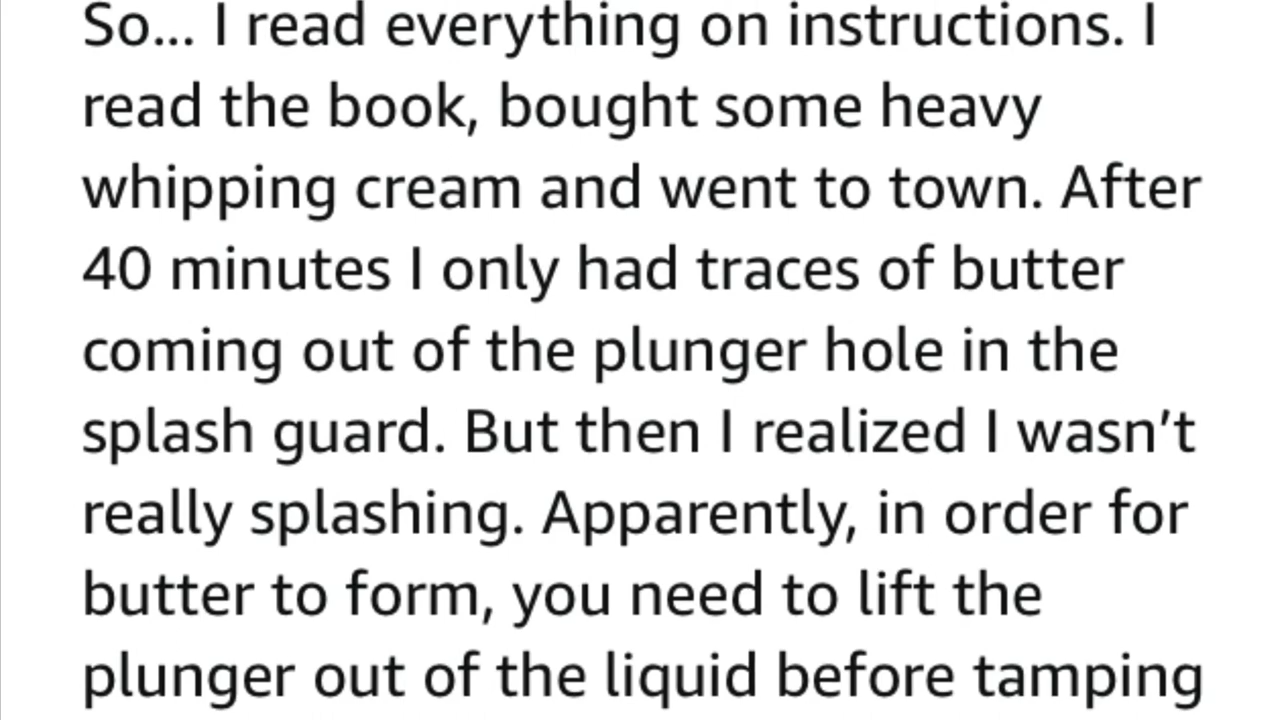 So... I read everything on instructions. I
read the book, bought some heavy
whipping cream and went to town. After
40 minutes I only had traces of butter
coming out of the plunger hole in the
splash guard. But then I realized I wasn’t
really splashing. Apparently, in order for
butter to form, you need to lift the
plunger out of the liquid before tamping